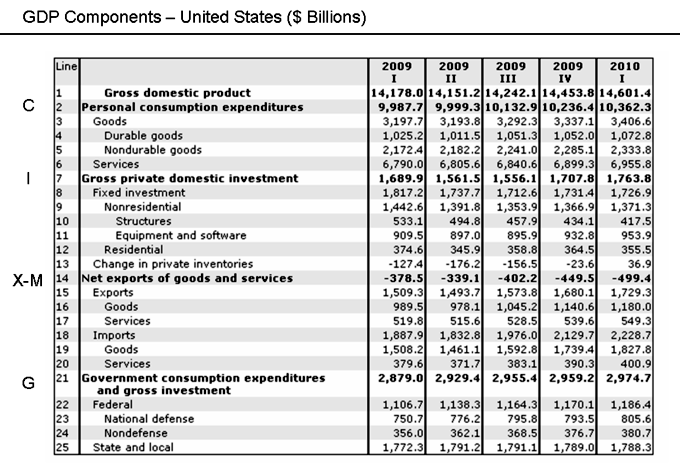 GDP Components – United States ($ Billions)
Line 2009 2009 2009 2009 2010
I II III IV I
1 Gross domestic product 14,178.0 14,151.2 14,242.1 14,453.8 14,601.4
C 2 Personal consumption expenditures 9,987.7 9,999.3 10,132.9 10,236.4 10,362.3
3 Goods 3,197.7 3,193.8 3,292.3 3,337.1 3,406.6
4 Durable goods 1,025.2 1,011.5 1,051.3 1,052.0 1,072.8
5 Nondurable goods 2,172.4 2,182.2 2,241.0 2,285.1 2,333.8
6 Services 6,790.0 6,805.6 6,840.6 6,899.3 6,955.8
I 7 Gross private domestic investment 1,689.9 1,561.5 1,556.1 1,707.8 1,763.8
8 Fixed investment 1,817.2 1,737.7 1,712.6 1,731.4 1,726.9
9 Nonresidential 1,442.6 1,391.8 1,353.9 1,366.9 1,371.3
10 Structures 533.1 494.8 457.9 434.1 417.5
11 Equipment and software 909.5 897.0 895.9 932.8 953.9
12 Residential 374.6 345.9 358.8 364.5 355.5
13 Change in private inventories -127.4 -176.2 -156.5 -23.6 36.9
X-M 14 Net exports of goods and services -378.5 -339.1 -402.2 -449.5 -499.4
15 Exports 1,509.3 1,493.7 1,573.8 1,680.1 1,729.3
16 Goods 989.5 978.1 1,045.2 1,140.6 1,180.0
17 Services 519.8 515.6 528.5 539.6 549.3
18 Imports 1,887.9 1,832.8 1,976.0 2,129.7 2,228.7
19 Goods 1,508.2 1,461.1 1,592.8 1,739.4 1,827.8
20 Services 379.6 371.7 383.1 390.3 400.9
G 21 Government consumption expenditures 2,879.0 2,929.4 2,955.4 2,959.2 2,974.7
and gross investment
22 Federal 1,106.7 1,138.3 1,164.3 1,170.1 1,186.4
23 National defense 750.7 776.2 795.8 793.5 805.6
24 Nondefense 356.0 362.1 368.5 376.7 380.7
25 State and local 1,772.3 1,791.2 1,791.1 1,789.0 1,788.3